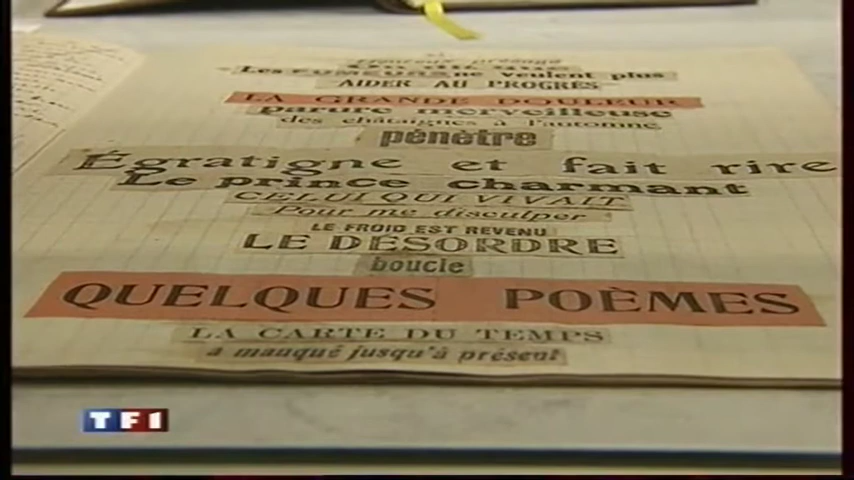 Les FUMEURS ne veulent plus
AIDER AU PROGRÈS
LA GRANDE DOULEUR
parure merveilleuse
des châtaignes à l'automne
pénètre
Égratigne et fait rire
Le prince charmant
CELUI QUI VIVAIT
Pour me disculper
LE FROID EST REVENU
LE DÉSORDRE
boucle
QUELQUES POÈMES
LA CARTE DU TEMPS
a manqué jusqu'à présent
TF1